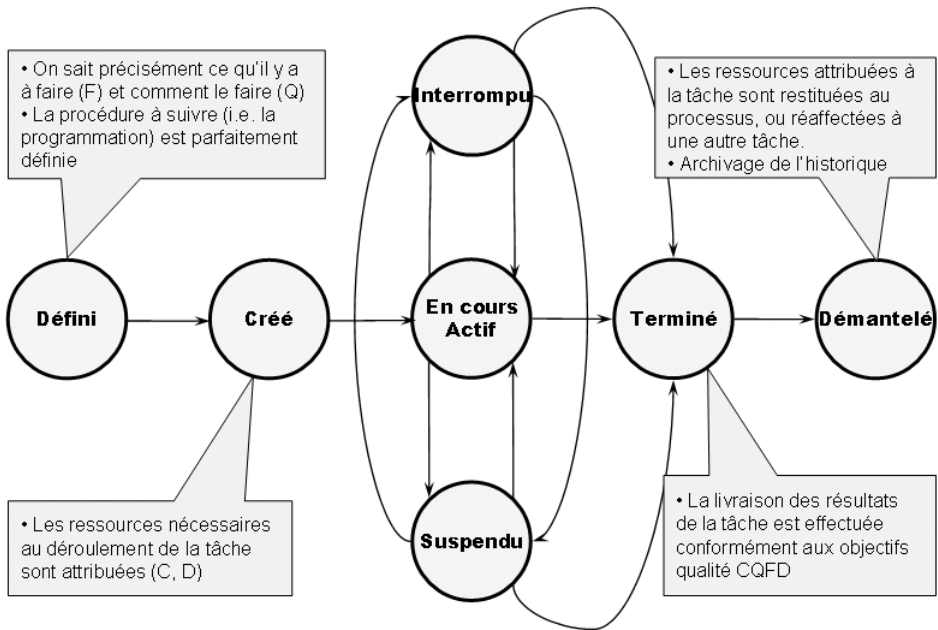 • On sait précisément ce qu'il y a
à faire (F) et comment le faire (Q)
• La procédure à suivre (i.e. la
programmation) est parfaitement
définie
Interrompu
• Les ressources attribuées à
la tâche sont restituées au
processus, ou réaffectées à
une autre tâche.
• Archivage de l'historique
Défini
Créé
En cours
Actif
Terminé
Démantelé
• Les ressources nécessaires
au déroulement de la tâche
sont attribuées (C, D)
Suspendu
• La livraison des résultats
de la tâche est effectuée
conformément aux objectifs
qualité CQFD